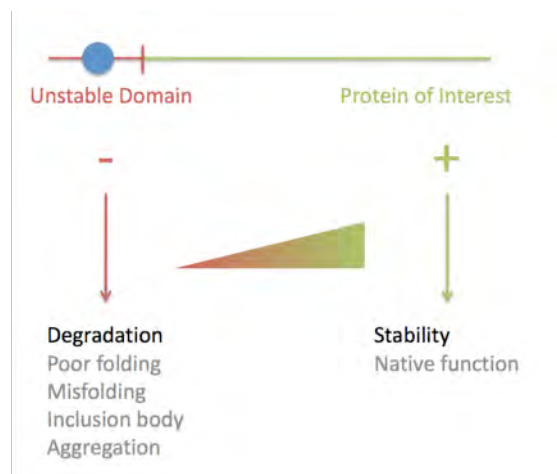 Unstable Domain
Protein of Interest
-
+
Degradation
Poor folding
Misfolding
Inclusion body
Aggregation
Stability
Native function